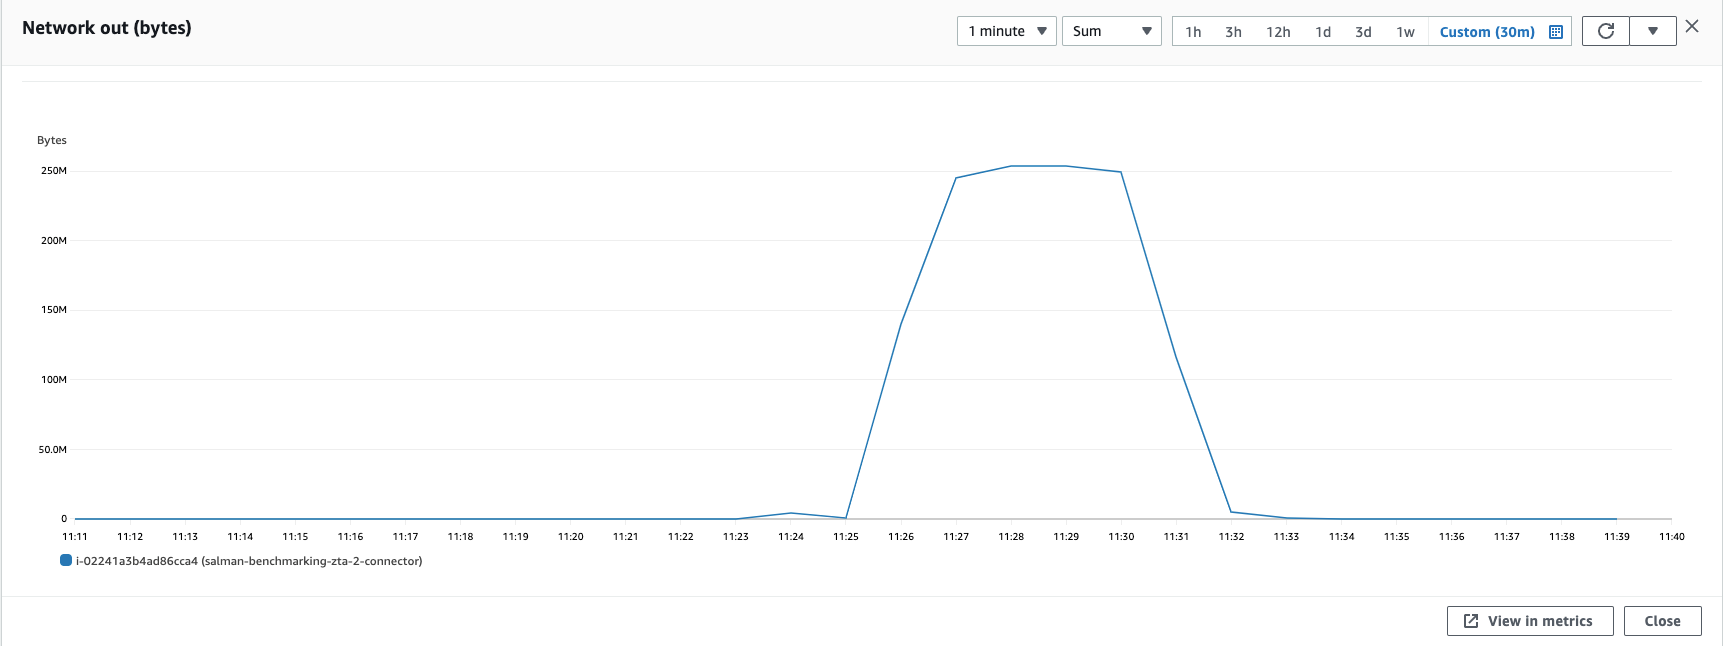 Network out (bytes)
1 minute Sum 1h 3h 12h 1d 3d 1w Custom (30m)
Bytes
250M
200M
150M
100M
50.0M
0
11:11 11:12 11:13 11:14 11:15 11:16 11:17 11:18 11:19 11:20 11:21 11:22 11:23 11:24 11:25 11:26 11:27 11:28 11:29 11:30 11:31 11:32 11:33 11:34 11:35 11:36 11:37 11:38 11:39 11:40
i-02241a3b4ad86cca4 (salman-benchmarking-zta-2-connector)
View in metrics Close